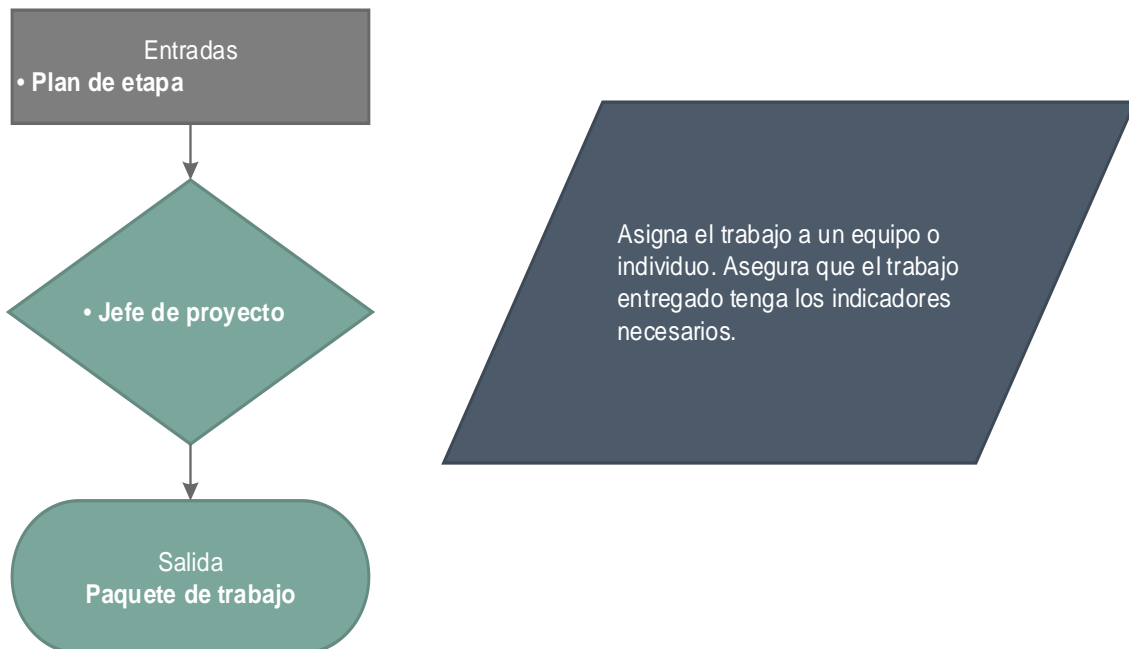 Entradas
• Plan de etapa
• Jefe de proyecto
Salida
Paquete de trabajo
Asigna el trabajo a un equipo o
individuo. Asegura que el trabajo
entregado tenga los indicadores
necesarios.